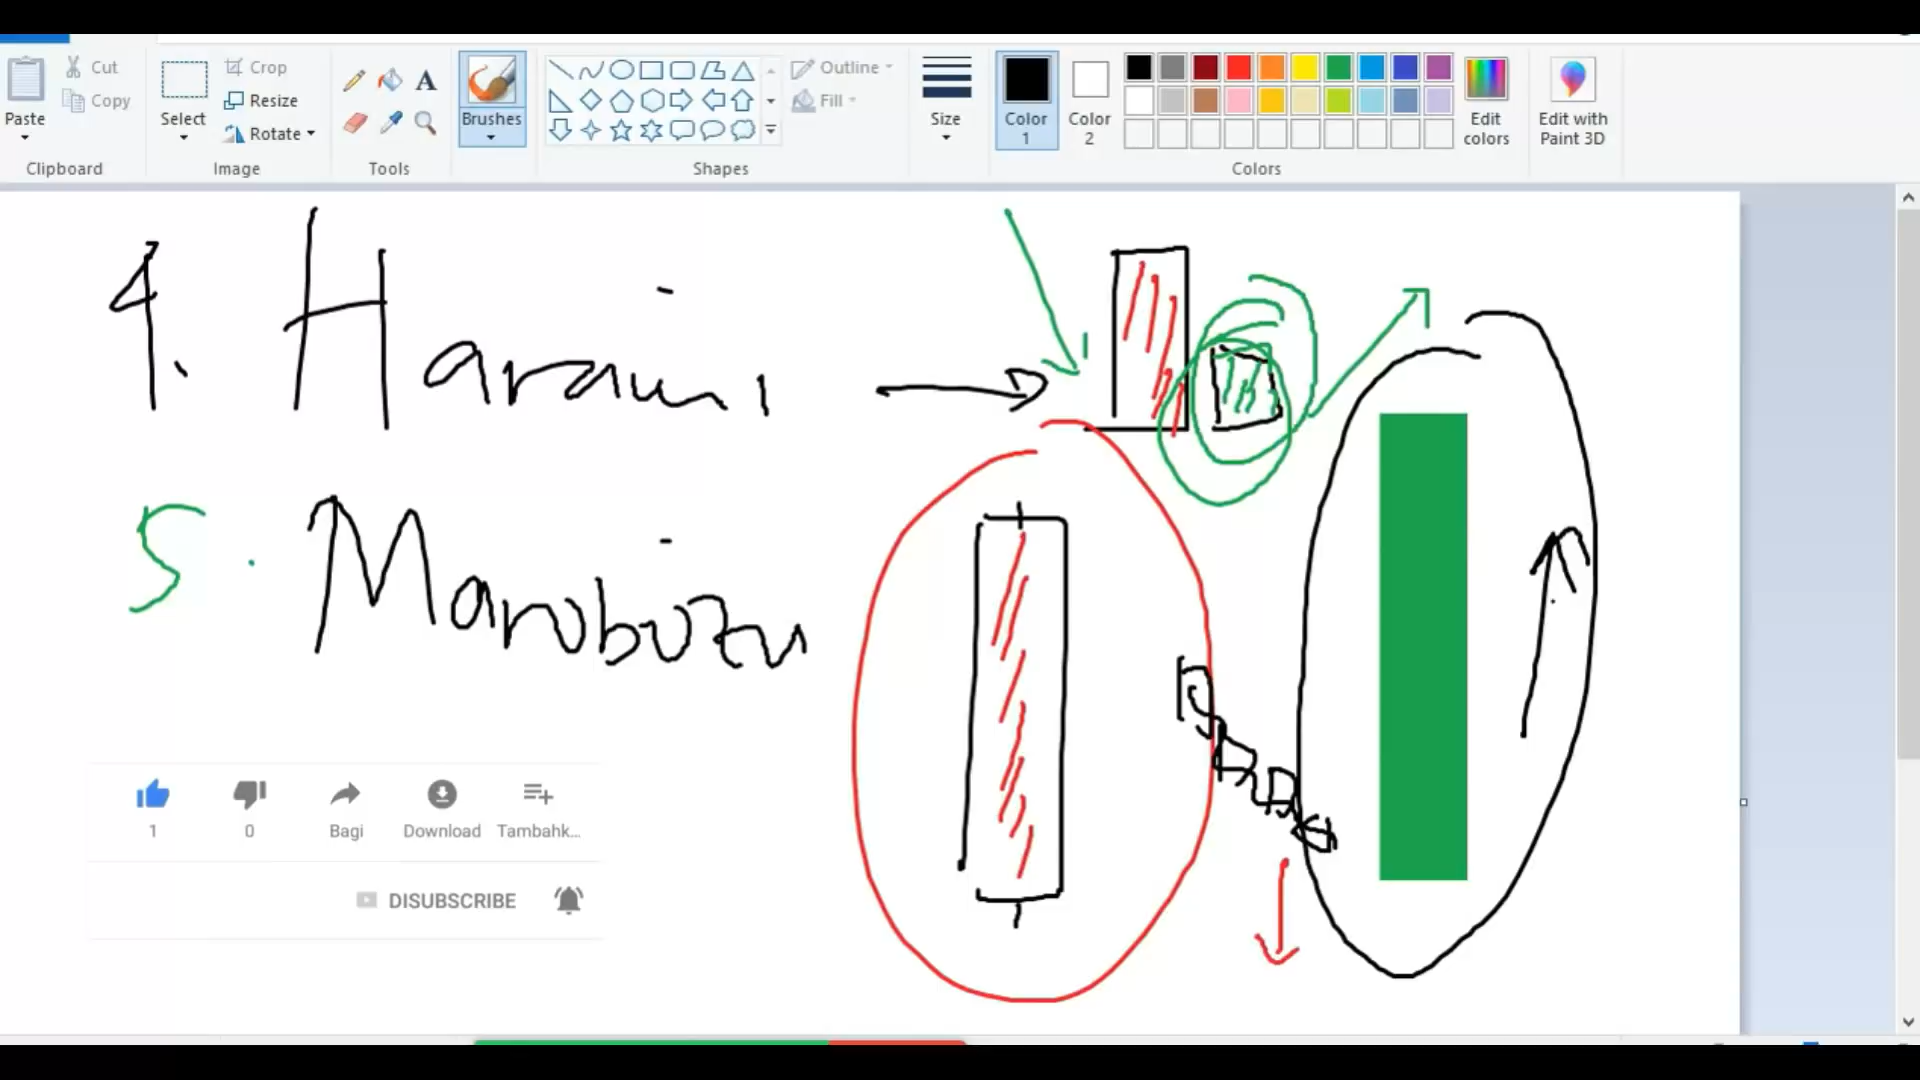 Cut
Copy
Paste
Clipboard
Select
Crop
Resize
Rotate
Image
A
Tools
Brushes
Outline
Fill
Shapes
Size
Color 1
Color 2
Edit colors
Colors
Edit with Paint 3D
4. Harami
5. Marobozu
1
0
Bagi
Download
Tambahk...
DISUBSCRIBE